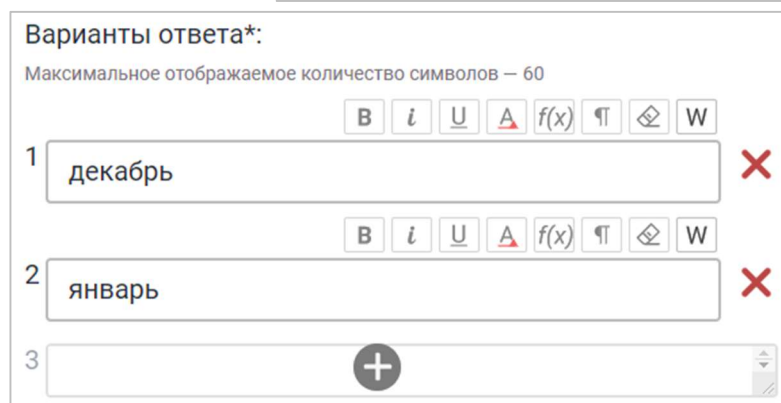 Варианты ответа*:
Максимальное отображаемое количество символов — 60
B i U A f(x) ¶ W
1 декабрь
B i U A f(x) ¶ W
2 январь
3